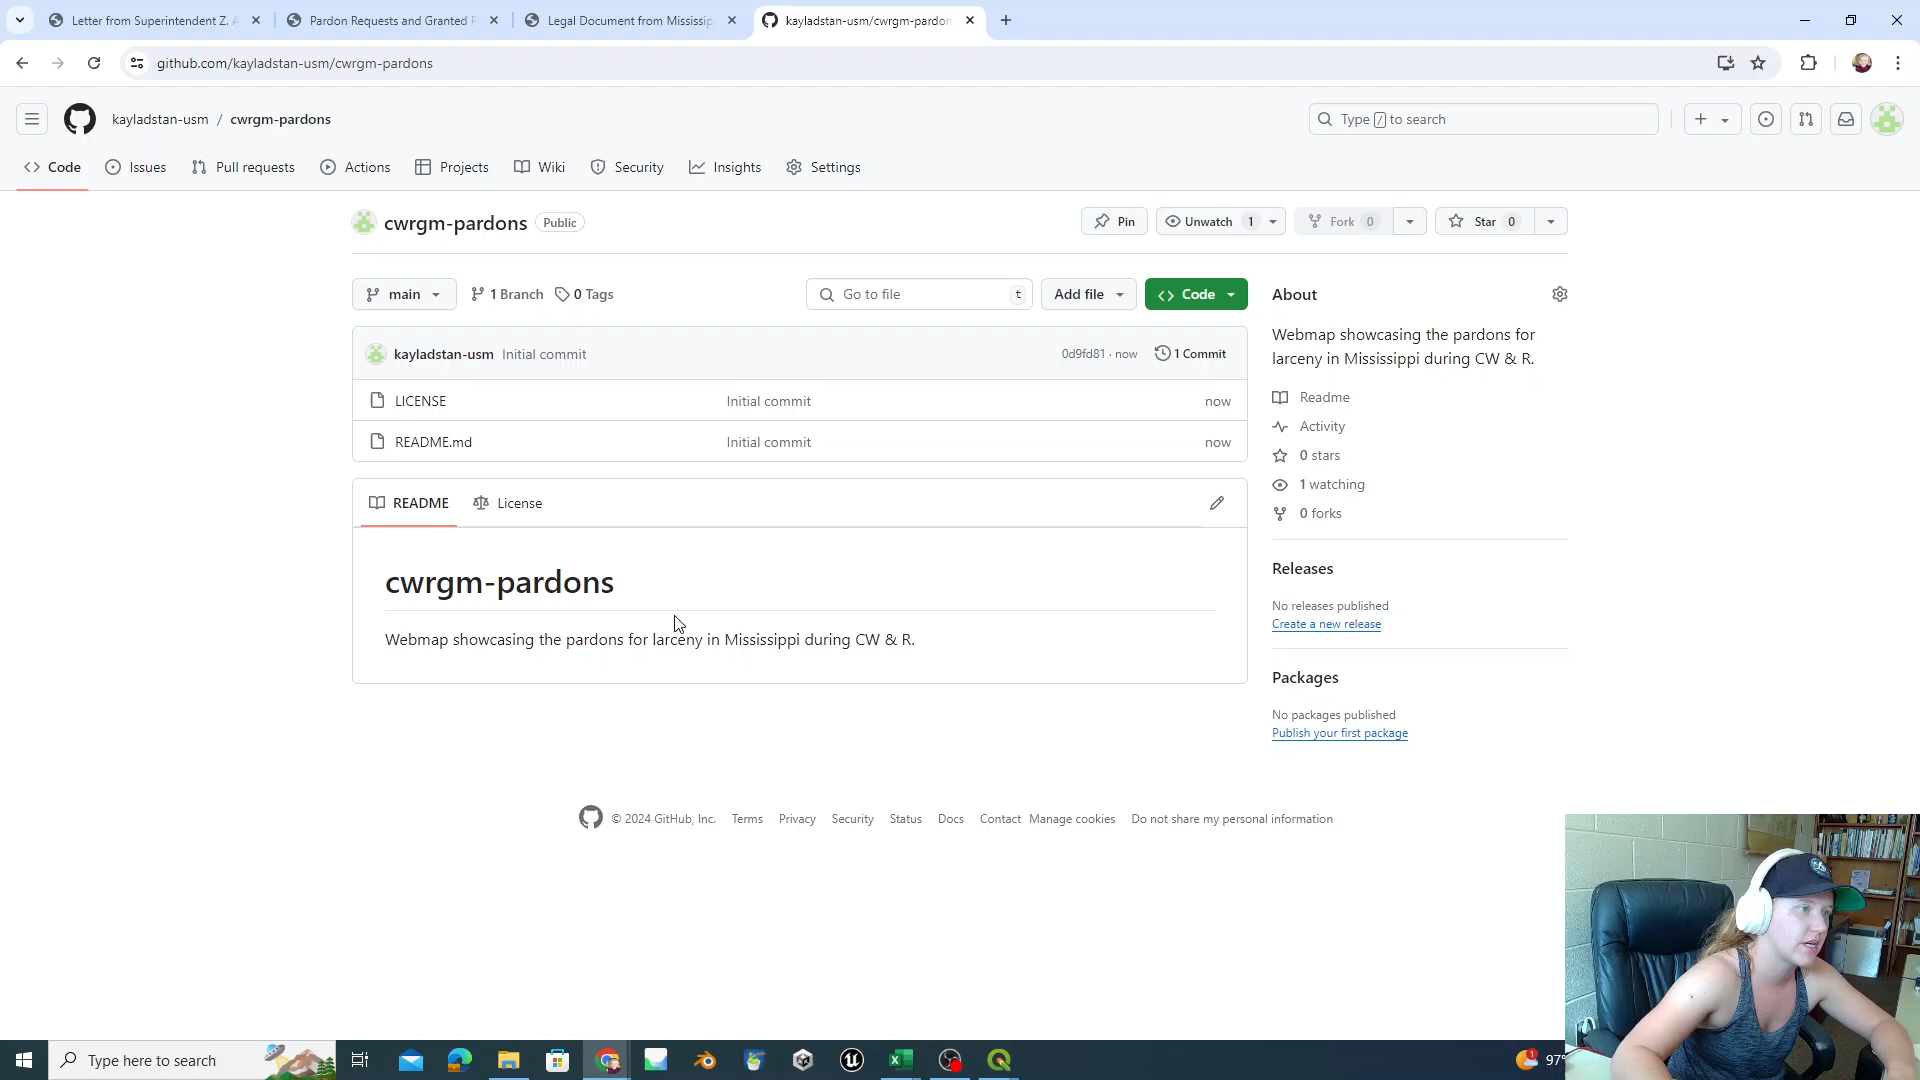 Letter from Superintendent Z. A
Pardon Requests and Granted P
Legal Document from Mississip
kayladstan-usm/cwrgm-pardon
github.com/kayladstan-usm/cwrgm-pardons
kayladstan-usm / cwrgm-pardons
Type / to search
Code
Issues
Pull requests
Actions
Projects
Wiki
Security
Insights
Settings
cwrgm-pardons Public
Pin
Unwatch 1
Fork 0
Star 0
main
1 Branch
0 Tags
Go to file t
Add file
Code
kayladstan-usm Initial commit
0d9fd81 · now
1 Commit
LICENSE Initial commit now
README.md Initial commit now
README
License
cwrgm-pardons
Webmap showcasing the pardons for larceny in Mississippi during CW & R.
About
Webmap showcasing the pardons for
larceny in Mississippi during CW & R.
Readme
Activity
0 stars
1 watching
0 forks
Releases
No releases published
Create a new release
Packages
No packages published
Publish your first package
© 2024 GitHub, Inc. Terms Privacy Security Status Docs Contact Manage cookies Do not share my personal information
Type here to search
1
97°